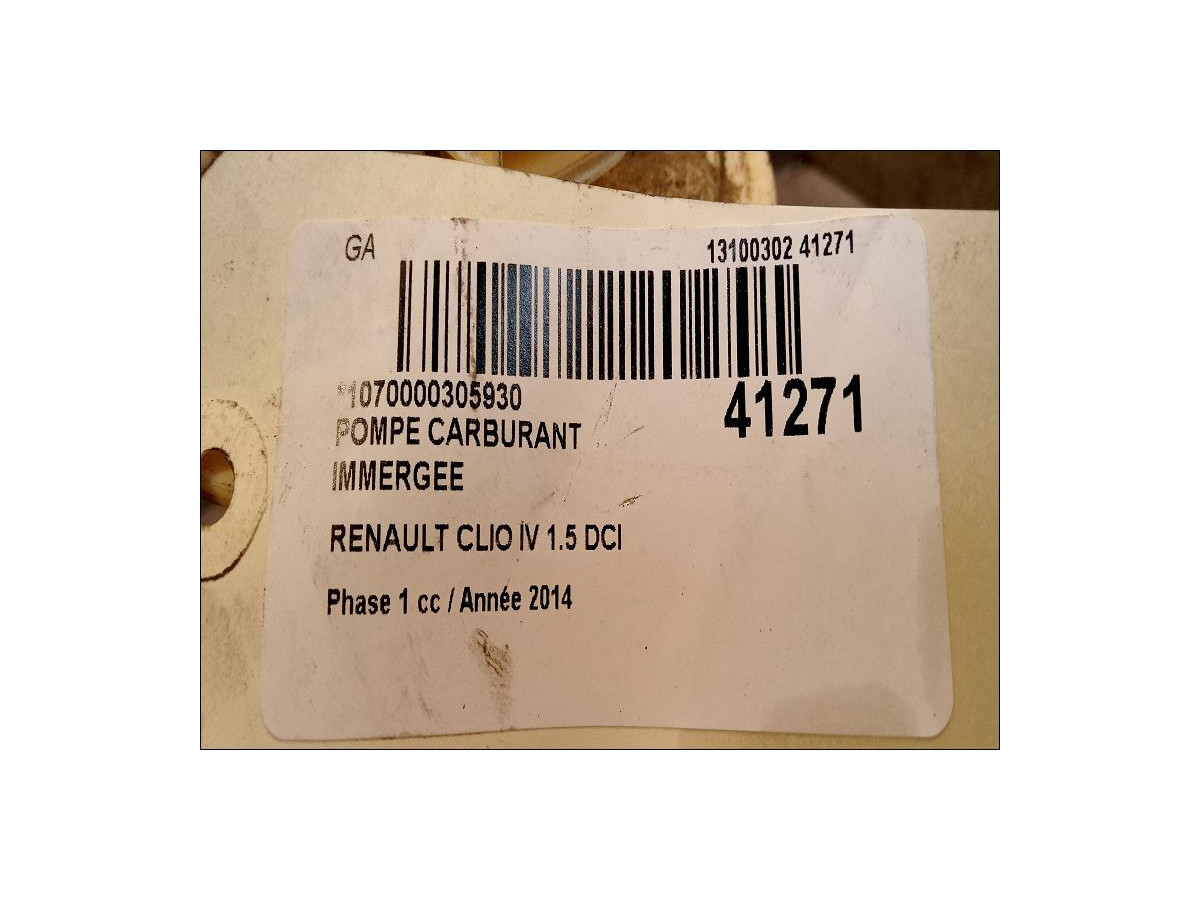 GA
13100302 41271
*1070000305930
41271
POMPE CARBURANT
IMMERGEE
RENAULT CLIO IV 1.5 DCI
Phase 1 cc / Année 2014